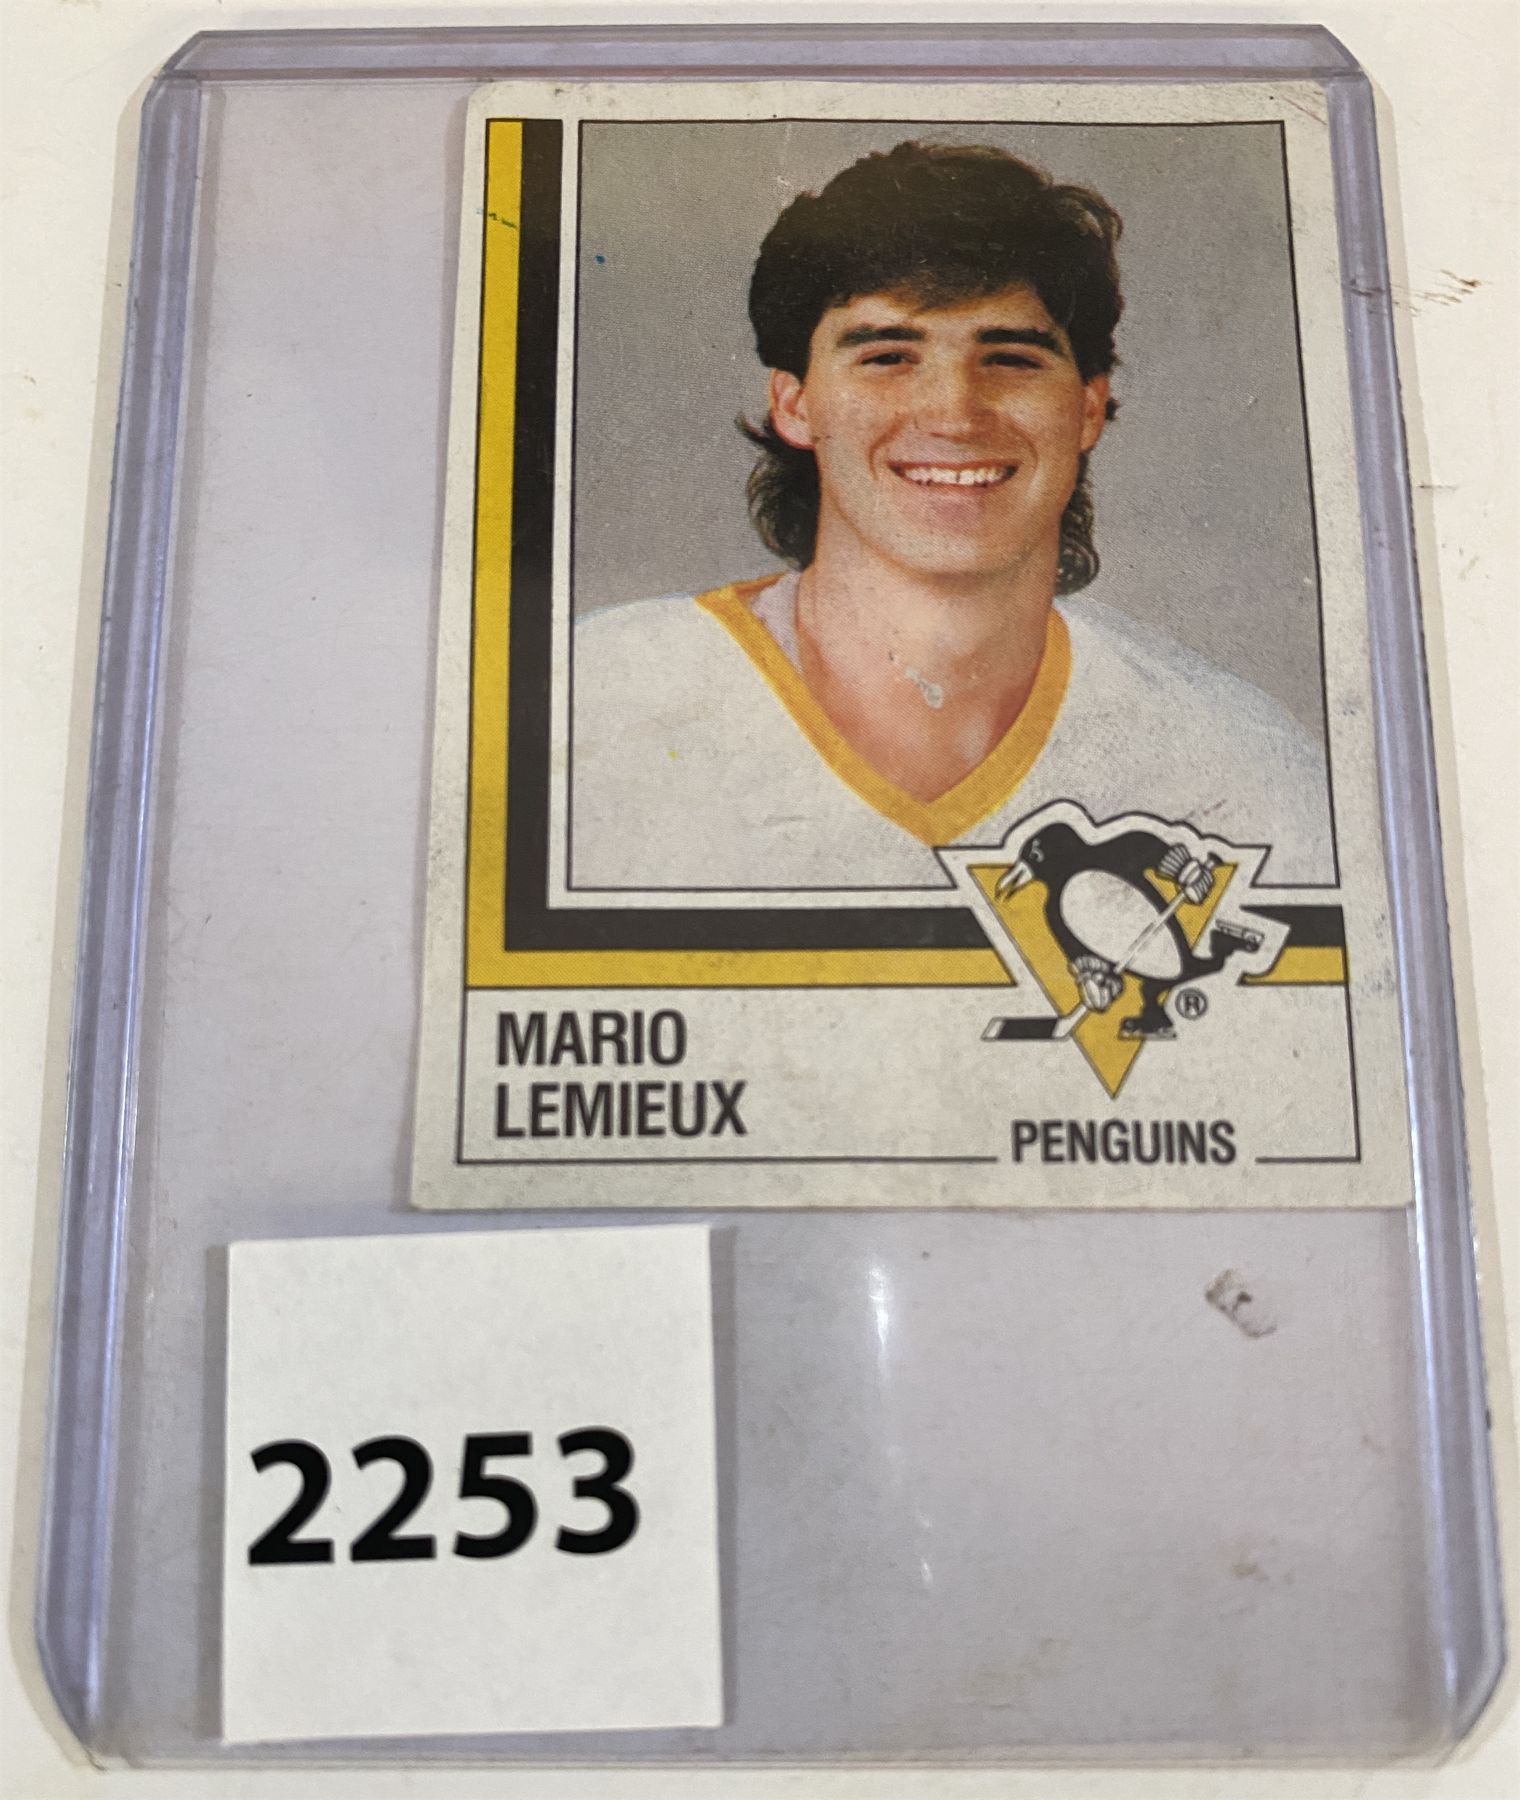 MARIO
LEMIEUX
PENGUINS
®
2253